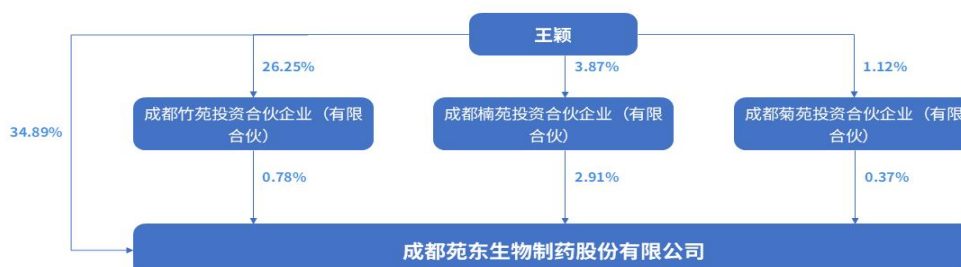 王颖
26.25%
3.87%
1.12%
成都竹苑投资合伙企业（有限
合伙）
成都楠苑投资合伙企业（有限
合伙）
成都菊苑投资合伙企业（有限
合伙）
34.89%
0.78%
2.91%
0.37%
成都苑东生物制药股份有限公司